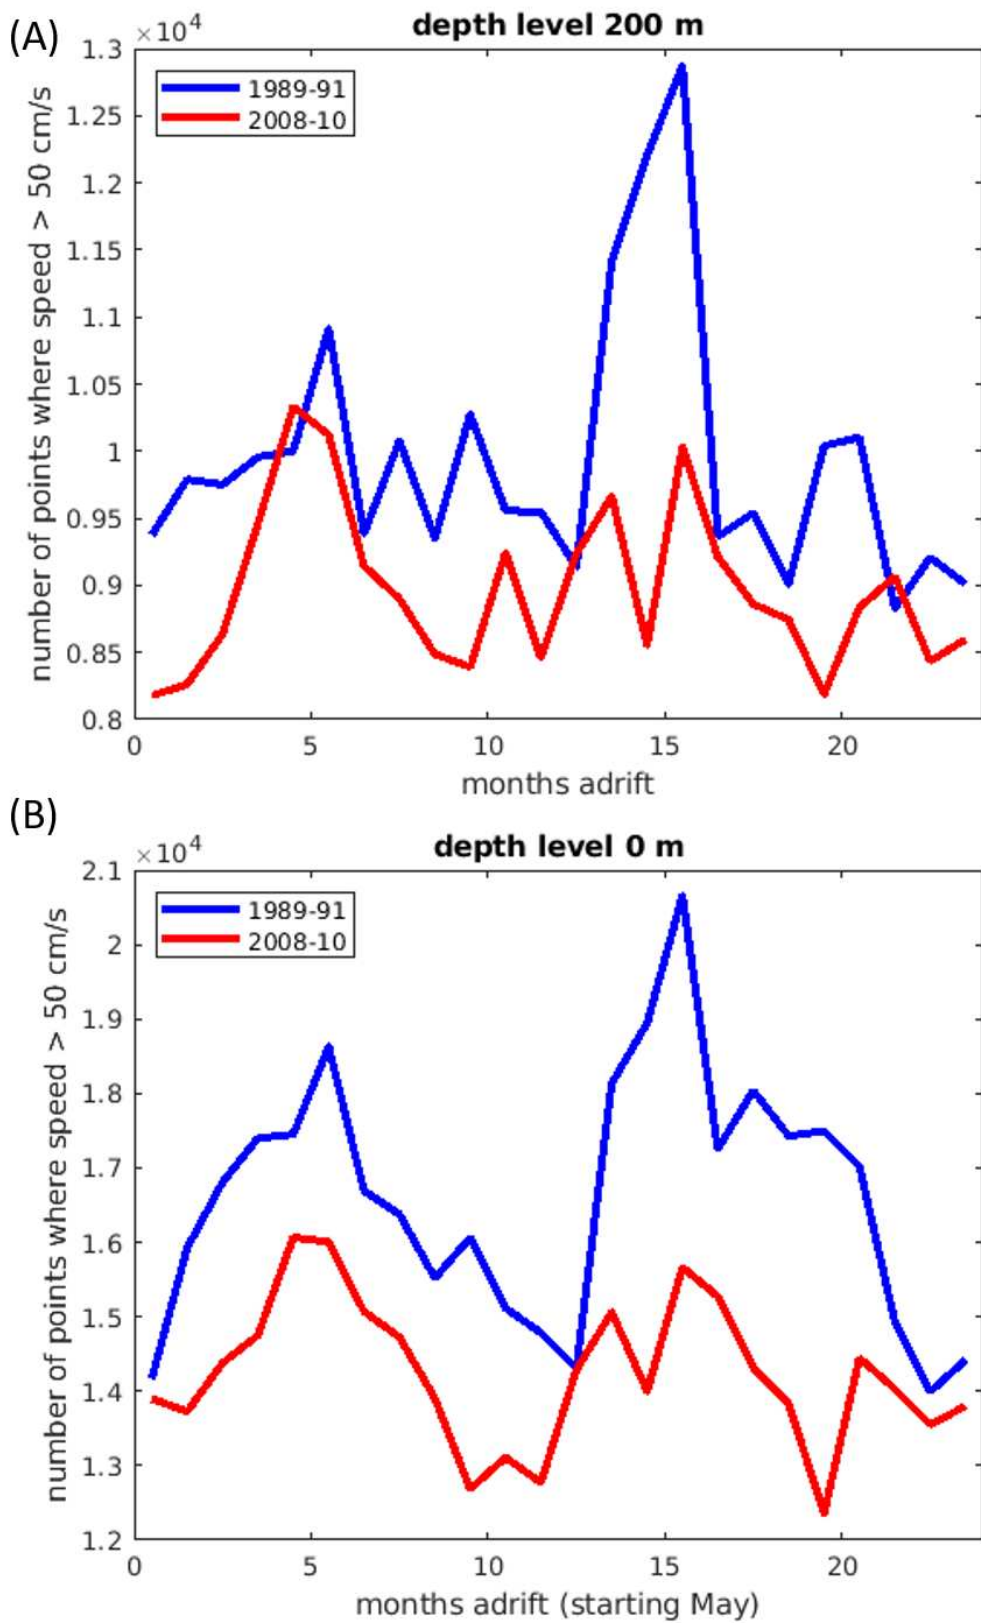 (A)
×10⁴
depth level 200 m
number of points where speed > 50 cm/s
1.3
1.25
1.2
1.15
1.1
1.05
1
0.95
0.9
0.85
0.8
1989-91
2008-10
0 5 10 15 20
months adrift
(B)
×10⁴
depth level 0 m
number of points where speed > 50 cm/s
2.1
2
1.9
1.8
1.7
1.6
1.5
1.4
1.3
1.2
1989-91
2008-10
0 5 10 15 20
months adrift (starting May)